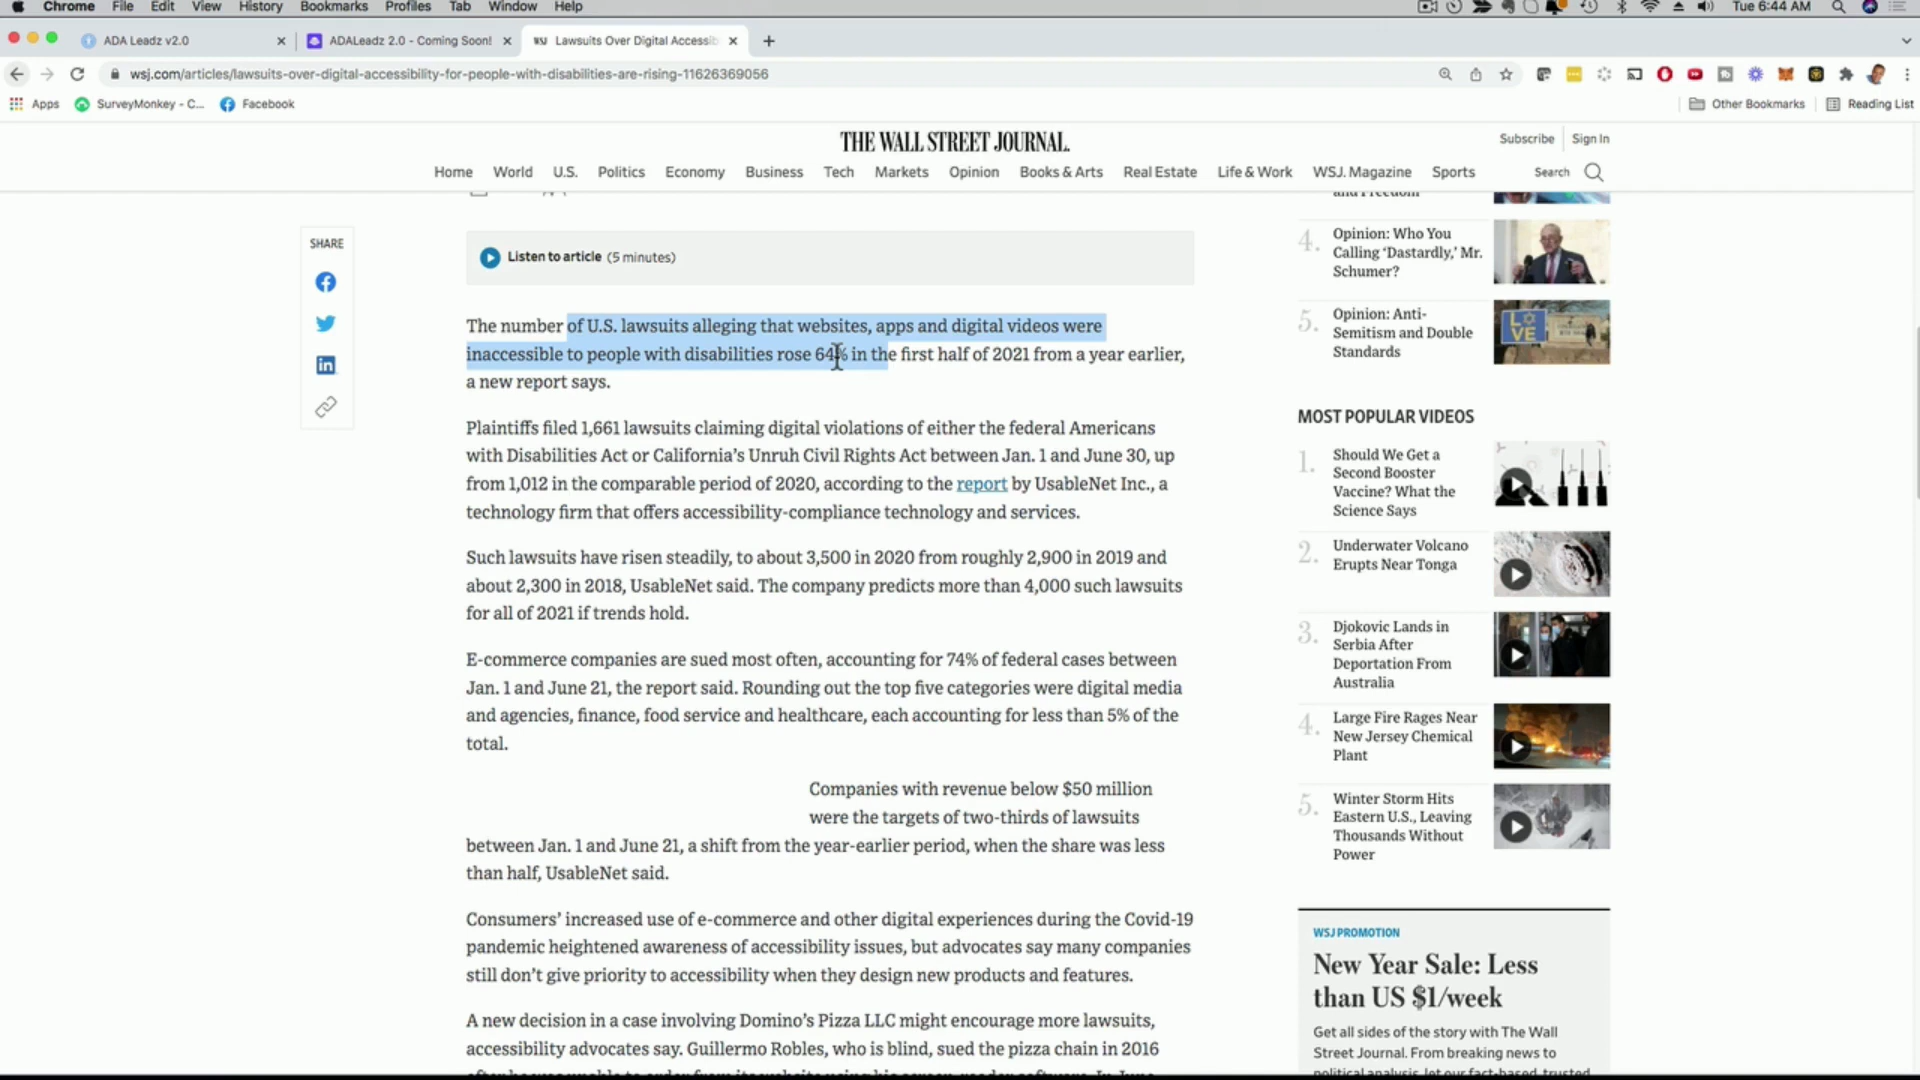 Chrome File Edit View History Bookmarks Profiles Tab Window Help
Tue 6:44 AM
ADA Leadz v2.0
ADALeadz 2.0 - Coming Soon!
WSJ Lawsuits Over Digital Accessib
wsj.com/articles/lawsuits-over-digital-accessibility-for-people-with-disabilities-are-rising-11626369056
Apps SurveyMonkey - C... Facebook
Other Bookmarks Reading List
THE WALL STREET JOURNAL.
Subscribe Sign In
Home World U.S. Politics Economy Business Tech Markets Opinion Books & Arts Real Estate Life & Work WSJ. Magazine Sports
Search
SHARE
Listen to article (5 minutes)
The number of U.S. lawsuits alleging that websites, apps and digital videos were
inaccessible to people with disabilities rose 64% in the first half of 2021 from a year earlier,
a new report says.
Plaintiffs filed 1,661 lawsuits claiming digital violations of either the federal Americans
with Disabilities Act or California’s Unruh Civil Rights Act between Jan. 1 and June 30, up
from 1,012 in the comparable period of 2020, according to the report by UsableNet Inc., a
technology firm that offers accessibility-compliance technology and services.
Such lawsuits have risen steadily, to about 3,500 in 2020 from roughly 2,900 in 2019 and
about 2,300 in 2018, UsableNet said. The company predicts more than 4,000 such lawsuits
for all of 2021 if trends hold.
E-commerce companies are sued most often, accounting for 74% of federal cases between
Jan. 1 and June 21, the report said. Rounding out the top five categories were digital media
and agencies, finance, food service and healthcare, each accounting for less than 5% of the
total.
Companies with revenue below $50 million
were the targets of two-thirds of lawsuits
between Jan. 1 and June 21, a shift from the year-earlier period, when the share was less
than half, UsableNet said.
Consumers’ increased use of e-commerce and other digital experiences during the Covid-19
pandemic heightened awareness of accessibility issues, but advocates say many companies
still don’t give priority to accessibility when they design new products and features.
A new decision in a case involving Domino’s Pizza LLC might encourage more lawsuits,
accessibility advocates say. Guillermo Robles, who is blind, sued the pizza chain in 2016
and Freedom
4. Opinion: Who You
Calling ‘Dastardly,’ Mr.
Schumer?
5. Opinion: Anti-
Semitism and Double
Standards
LOVE
MOST POPULAR VIDEOS
1. Should We Get a
Second Booster
Vaccine? What the
Science Says
2. Underwater Volcano
Erupts Near Tonga
3. Djokovic Lands in
Serbia After
Deportation From
Australia
4. Large Fire Rages Near
New Jersey Chemical
Plant
5. Winter Storm Hits
Eastern U.S., Leaving
Thousands Without
Power
WSJ PROMOTION
New Year Sale: Less
than US $1/week
Get all sides of the story with The Wall
Street Journal. From breaking news to
political analysis, let our fact-based, trusted